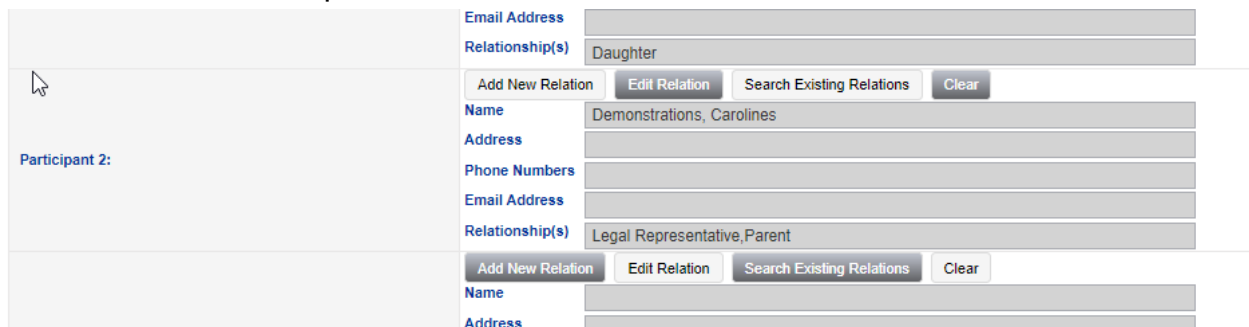 Email Address
Relationship(s) Daughter
Add New Relation Edit Relation Search Existing Relations Clear
Name Demonstrations, Carolines
Address
Participant 2:
Phone Numbers
Email Address
Relationship(s) Legal Representative,Parent
Add New Relation Edit Relation Search Existing Relations Clear
Name
Address